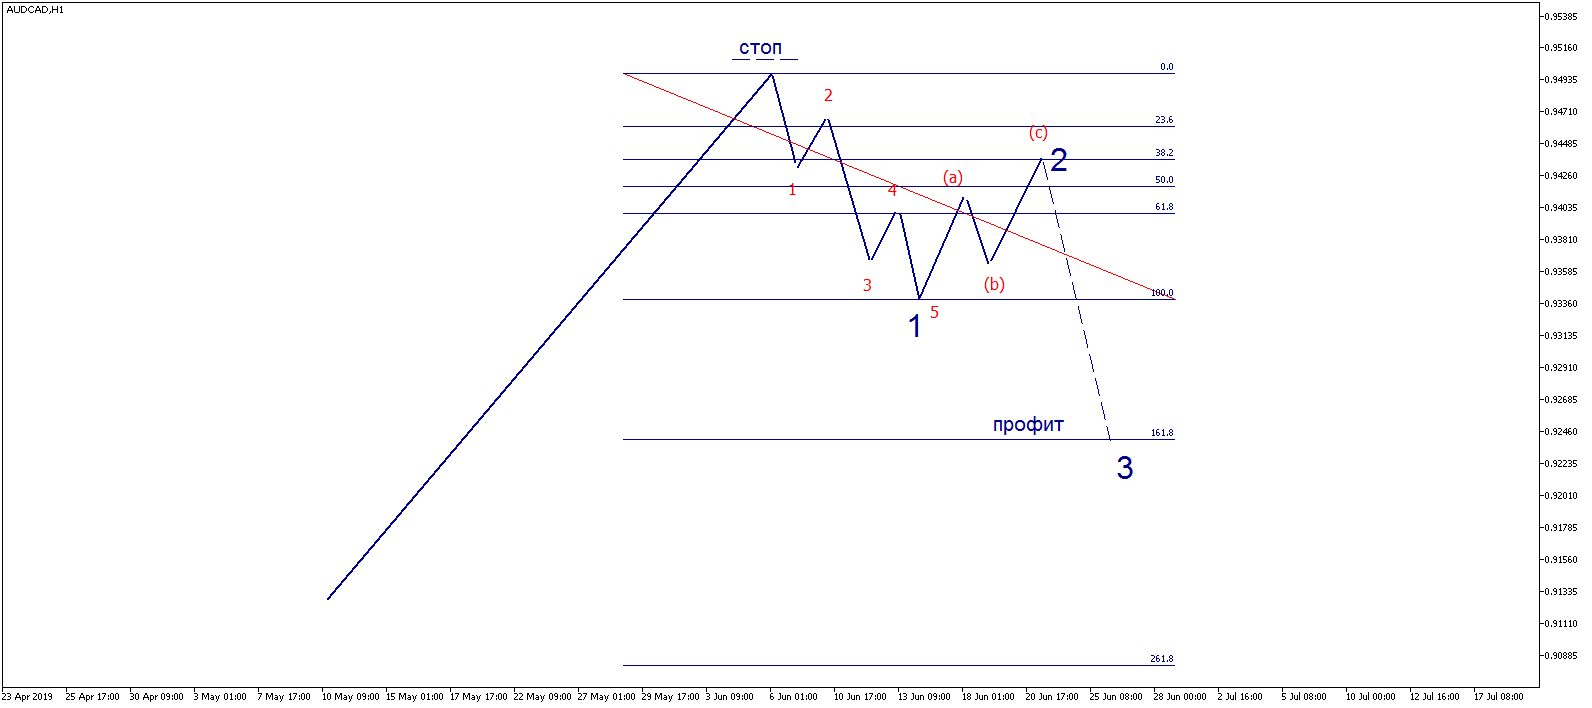 AUDCAD,H1
стоп
0.0
2
23.6
(c)
38.2
2
(a)
50.0
1
4
61.8
3
(b)
100.0
5
1
профит
161.8
3
261.8
0.95385
0.95160
0.94935
0.94710
0.94485
0.94260
0.94035
0.93810
0.93585
0.93360
0.93135
0.92910
0.92685
0.92460
0.92235
0.92010
0.91785
0.91560
0.91335
0.91110
0.90885
23 Apr 2019
25 Apr 17:00
30 Apr 09:00
3 May 01:00
7 May 17:00
10 May 09:00
15 May 01:00
17 May 17:00
22 May 09:00
27 May 01:00
29 May 17:00
3 Jun 09:00
6 Jun 01:00
10 Jun 17:00
13 Jun 09:00
18 Jun 01:00
20 Jun 17:00
25 Jun 08:00
28 Jun 00:00
2 Jul 16:00
5 Jul 08:00
10 Jul 00:00
12 Jul 16:00
17 Jul 08:00